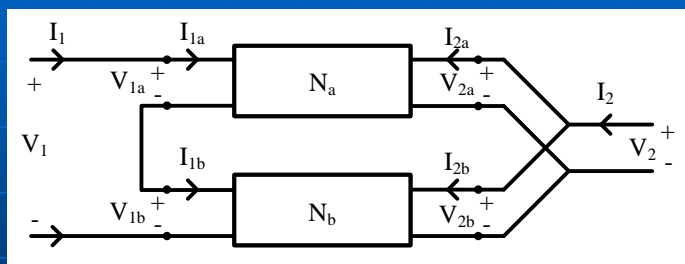 I₁ I₁ₐ I₂ₐ
+ V₁ₐ + - Nₐ V₂ₐ + - I₂
V₁ + V₂ -
I₁b I₂b
- V₁b + - Nb V₂b + -